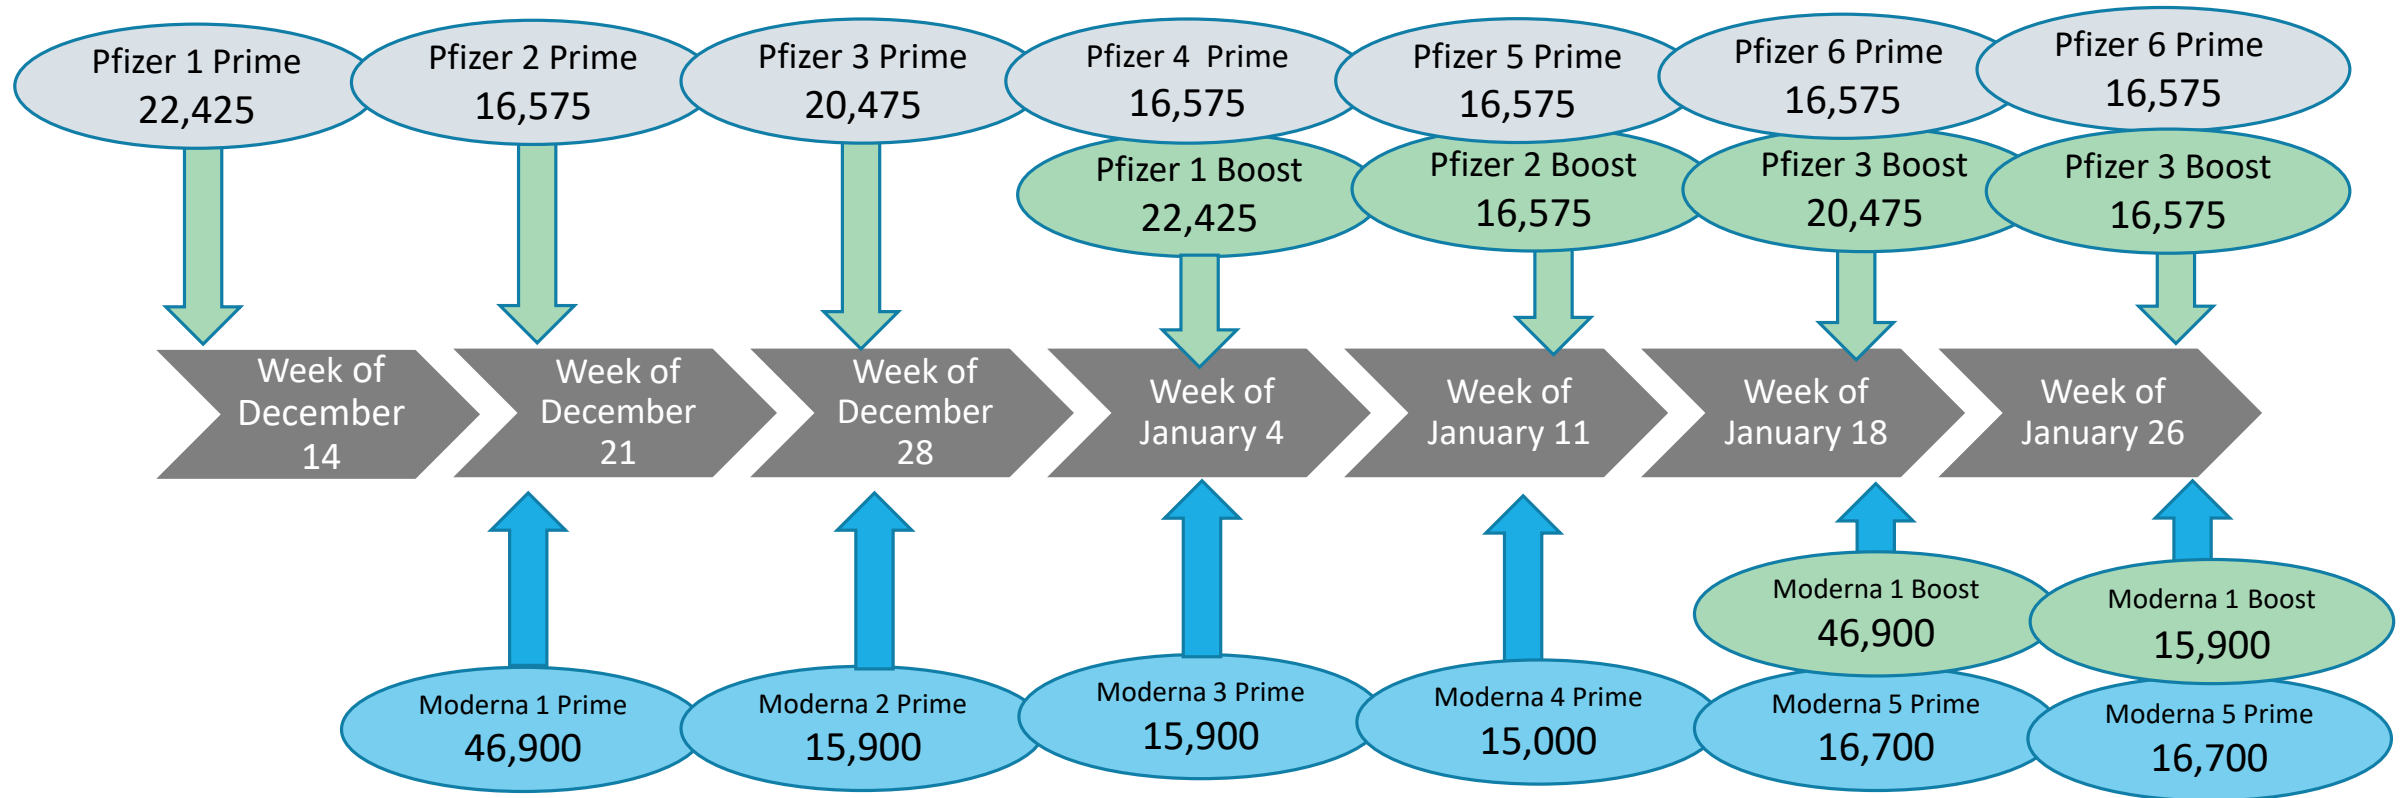 Pfizer 1 Prime
22,425
Pfizer 2 Prime
16,575
Pfizer 3 Prime
20,475
Pfizer 4 Prime
16,575
Pfizer 5 Prime
16,575
Pfizer 6 Prime
16,575
Pfizer 6 Prime
16,575
Pfizer 1 Boost
22,425
Pfizer 2 Boost
16,575
Pfizer 3 Boost
20,475
Pfizer 3 Boost
16,575
Week of
December
14
Week of
December
21
Week of
December
28
Week of
January 4
Week of
January 11
Week of
January 18
Week of
January 26
Moderna 1 Boost
46,900
Moderna 1 Boost
15,900
Moderna 1 Prime
46,900
Moderna 2 Prime
15,900
Moderna 3 Prime
15,900
Moderna 4 Prime
15,000
Moderna 5 Prime
16,700
Moderna 5 Prime
16,700